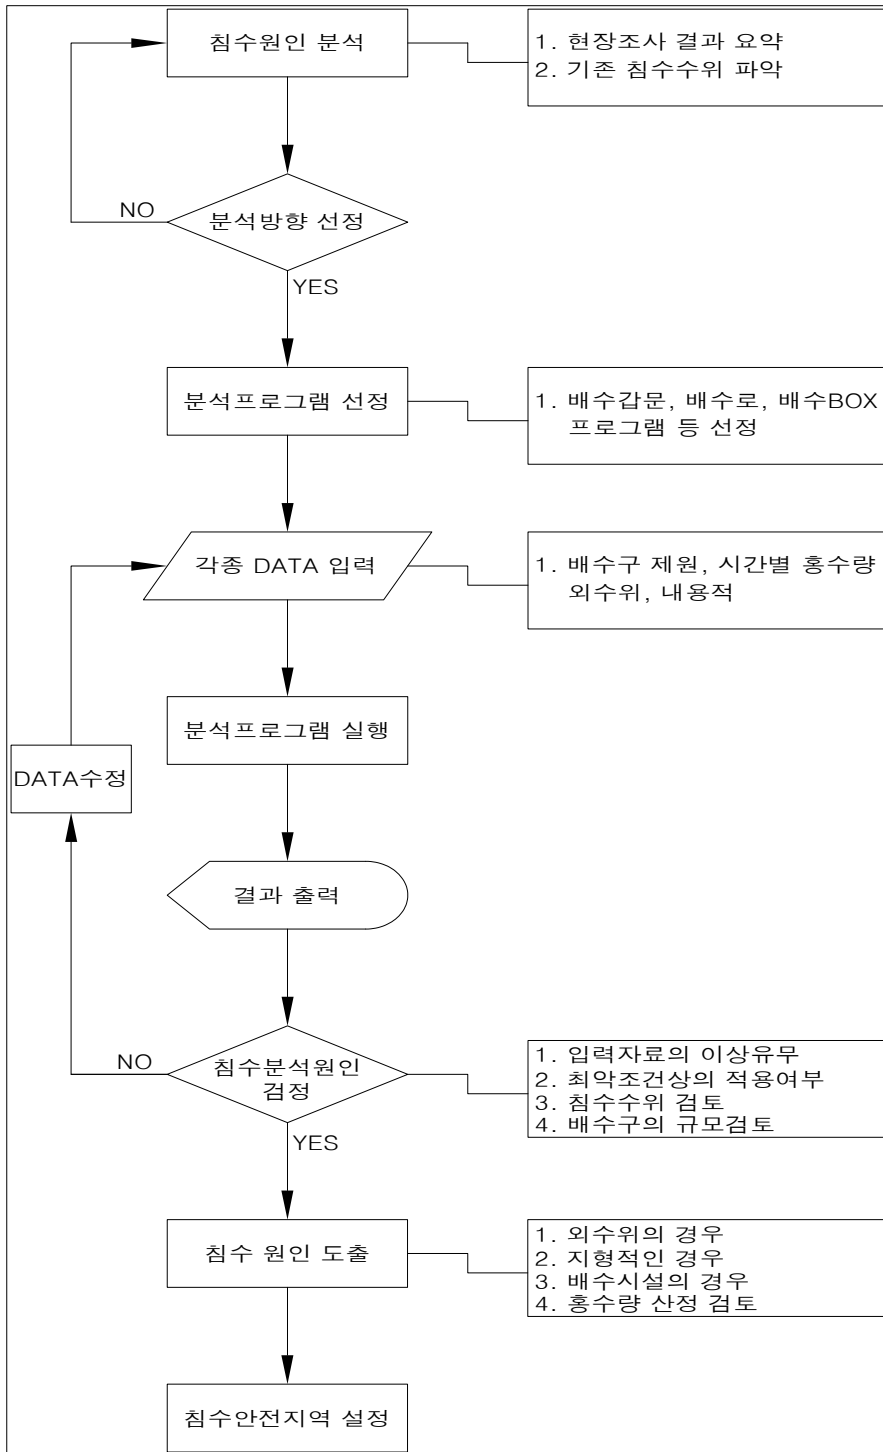 침수원인 분석
1. 현장조사 결과 요약
2. 기존 침수수위 파악
NO
분석방향 선정
YES
분석프로그램 선정
1. 배수갑문, 배수로, 배수BOX
프로그램 등 선정
각종 DATA 입력
1. 배수구 제원, 시간별 홍수량
외수위, 내용적
분석프로그램 실행
DATA수정
결과 출력
NO
침수분석원인
검정
1. 입력자료의 이상유무
2. 최악조건상의 적용여부
3. 침수수위 검토
4. 배수구의 규모검토
YES
침수 원인 도출
1. 외수위의 경우
2. 지형적인 경우
3. 배수시설의 경우
4. 홍수량 산정 검토
침수안전지역 설정